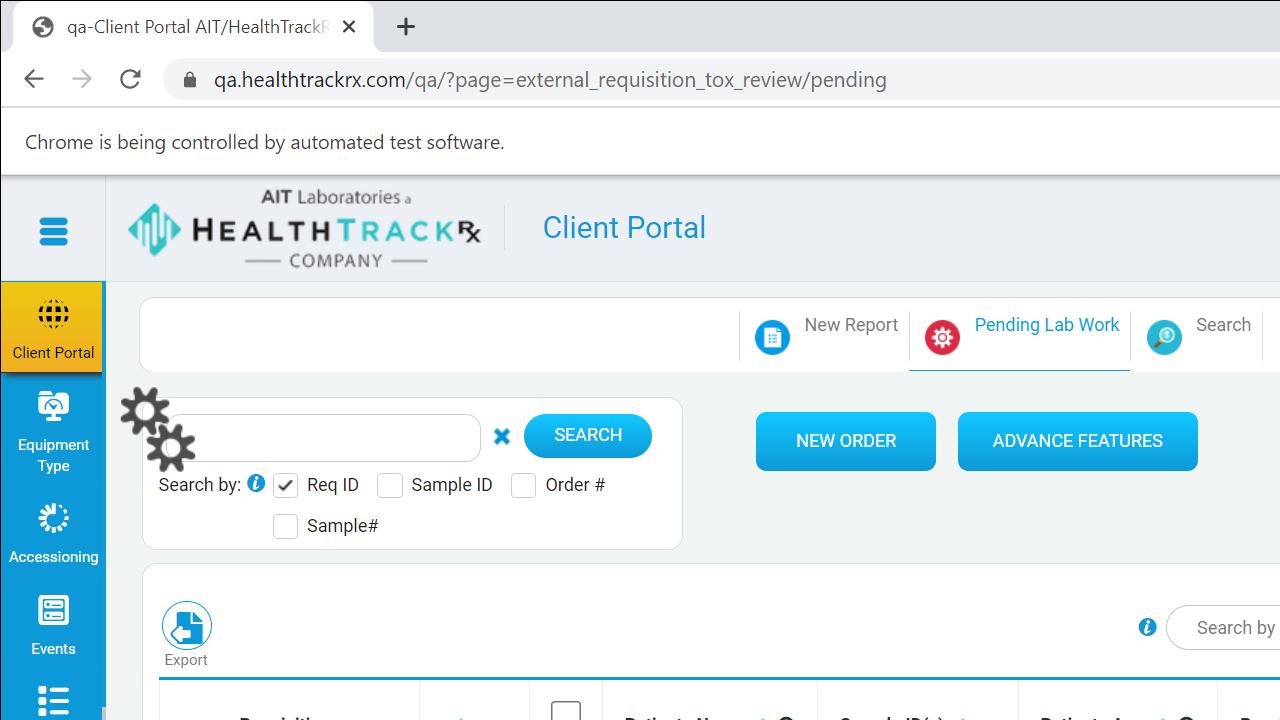 qa-Client Portal AIT/HealthTrackR
qa.healthtrackrx.com/qa/?page=external_requisition_tox_review/pending
Chrome is being controlled by automated test software.
AIT Laboratories a
HEALTHTRACKRx
COMPANY
Client Portal
Client Portal
New Report
Pending Lab Work
Search
Equipment
Type
SEARCH
NEW ORDER
ADVANCE FEATURES
Search by:
Req ID
Sample ID
Order #
Sample#
Accessioning
Events
Export
Search by